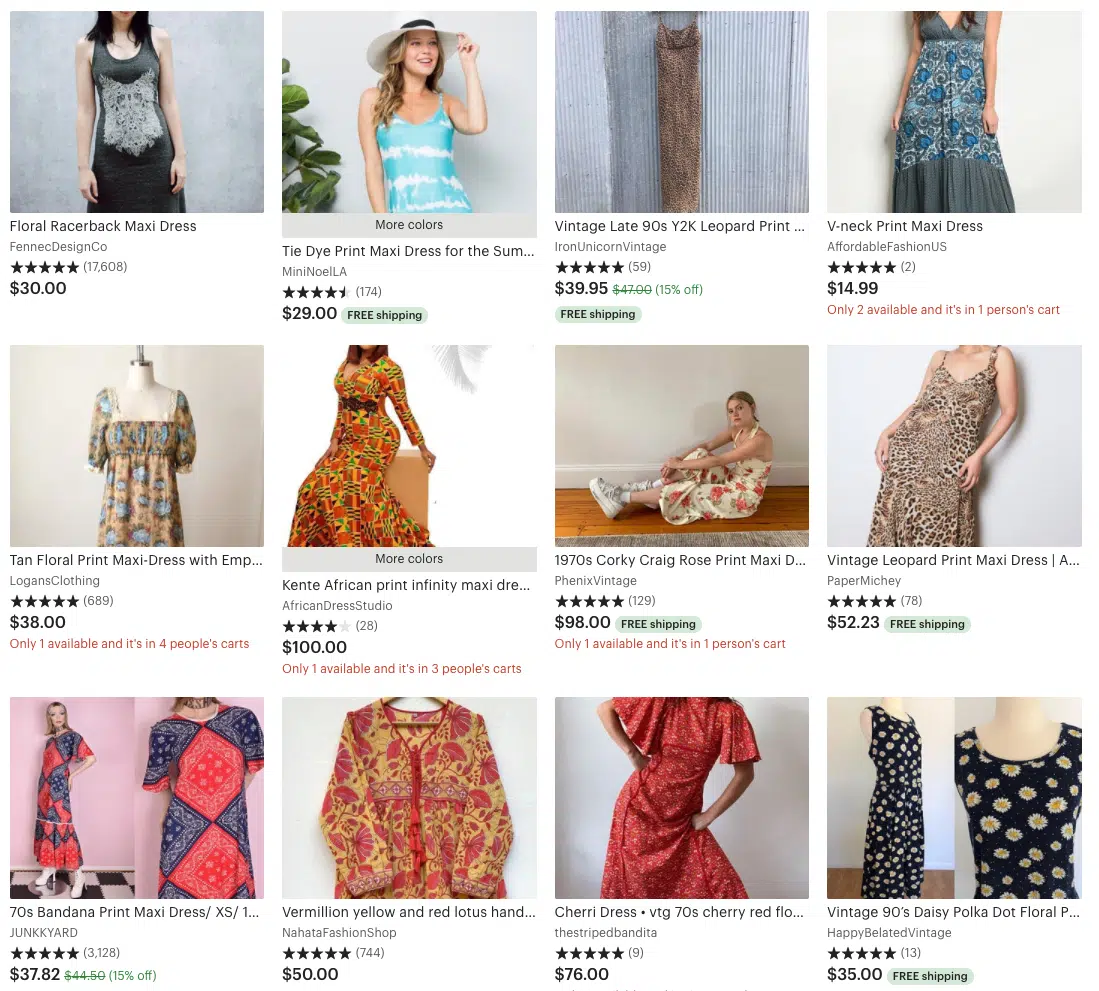 Floral Racerback Maxi Dress
FennecDesignCo
(17,608)
$30.00
More colors
Tie Dye Print Maxi Dress for the Sum...
MiniNoelLA
(174)
$29.00 FREE shipping
Vintage Late 90s Y2K Leopard Print ...
IronUnicornVintage
(59)
$39.95 $47.00 (15% off)
FREE shipping
V-neck Print Maxi Dress
AffordableFashionUS
(2)
$14.99
Only 2 available and it's in 1 person's cart
Tan Floral Print Maxi-Dress with Emp...
LogansClothing
(689)
$38.00
Only 1 available and it's in 4 people's carts
More colors
Kente African print infinity maxi dre...
AfricanDressStudio
(28)
$100.00
Only 1 available and it's in 3 people's carts
1970s Corky Craig Rose Print Maxi D...
PhenixVintage
(129)
$98.00 FREE shipping
Only 1 available and it's in 1 person's cart
Vintage Leopard Print Maxi Dress | A...
PaperMichey
(78)
$52.23 FREE shipping
70s Bandana Print Maxi Dress/ XS/ 1...
JUNKKYARD
(3,128)
$37.82 $44.50 (15% off)
Vermillion yellow and red lotus hand...
NahataFashionShop
(744)
$50.00
Cherri Dress • vtg 70s cherry red flo...
thestripedbandita
(9)
$76.00
Vintage 90's Daisy Polka Dot Floral P...
HappyBelatedVintage
(13)
$35.00 FREE shipping